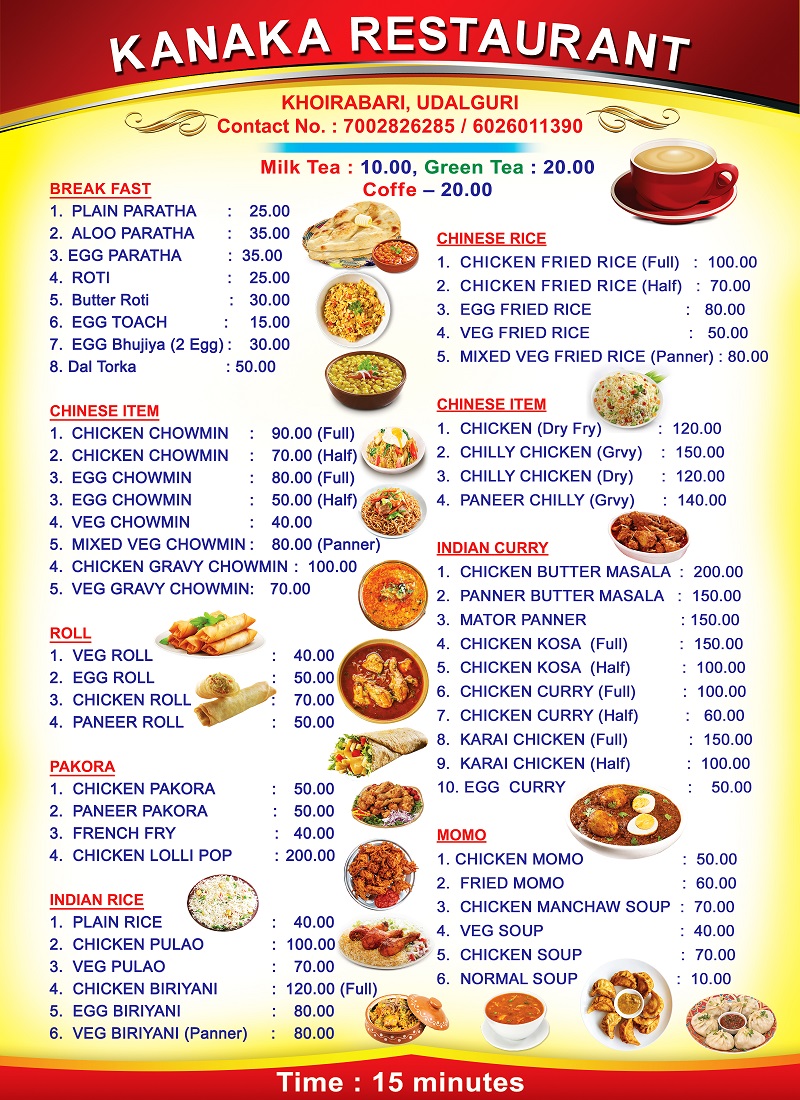 KANAKA RESTAURANT
KHOIRABARI, UDALGURI
Contact No. : 7002826285 / 6026011390
Milk Tea : 10.00, Green Tea : 20.00
Coffe – 20.00
BREAK FAST
1. PLAIN PARATHA : 25.00
2. ALOO PARATHA : 35.00
3. EGG PARATHA : 35.00
4. ROTI : 25.00
5. Butter Roti : 30.00
6. EGG TOACH : 15.00
7. EGG Bhujiya (2 Egg) : 30.00
8. Dal Torka : 50.00
CHINESE ITEM
1. CHICKEN CHOWMIN : 90.00 (Full)
2. CHICKEN CHOWMIN : 70.00 (Half)
3. EGG CHOWMIN : 80.00 (Full)
3. EGG CHOWMIN : 50.00 (Half)
4. VEG CHOWMIN : 40.00
5. MIXED VEG CHOWMIN : 80.00 (Panner)
4. CHICKEN GRAVY CHOWMIN : 100.00
5. VEG GRAVY CHOWMIN: 70.00
ROLL
1. VEG ROLL : 40.00
2. EGG ROLL : 50.00
3. CHICKEN ROLL : 70.00
4. PANEER ROLL : 50.00
PAKORA
1. CHICKEN PAKORA : 50.00
2. PANEER PAKORA : 50.00
3. FRENCH FRY : 40.00
4. CHICKEN LOLLI POP : 200.00
INDIAN RICE
1. PLAIN RICE : 40.00
2. CHICKEN PULAO : 100.00
3. VEG PULAO : 70.00
4. CHICKEN BIRIYANI : 120.00 (Full)
5. EGG BIRIYANI : 80.00
6. VEG BIRIYANI (Panner) : 80.00
CHINESE RICE
1. CHICKEN FRIED RICE (Full) : 100.00
2. CHICKEN FRIED RICE (Half) : 70.00
3. EGG FRIED RICE : 80.00
4. VEG FRIED RICE : 50.00
5. MIXED VEG FRIED RICE (Panner) : 80.00
CHINESE ITEM
1. CHICKEN (Dry Fry) : 120.00
2. CHILLY CHICKEN (Grvy) : 150.00
3. CHILLY CHICKEN (Dry) : 120.00
4. PANEER CHILLY (Grvy) : 140.00
INDIAN CURRY
1. CHICKEN BUTTER MASALA : 200.00
2. PANNER BUTTER MASALA : 150.00
3. MATOR PANNER : 150.00
4. CHICKEN KOSA (Full) : 150.00
5. CHICKEN KOSA (Half) : 100.00
6. CHICKEN CURRY (Full) : 100.00
7. CHICKEN CURRY (Half) : 60.00
8. KARAI CHICKEN (Full) : 150.00
9. KARAI CHICKEN (Half) : 100.00
10. EGG CURRY : 50.00
MOMO
1. CHICKEN MOMO : 50.00
2. FRIED MOMO : 60.00
3. CHICKEN MANCHAW SOUP : 70.00
4. VEG SOUP : 40.00
5. CHICKEN SOUP : 70.00
6. NORMAL SOUP : 10.00
Time : 15 minutes